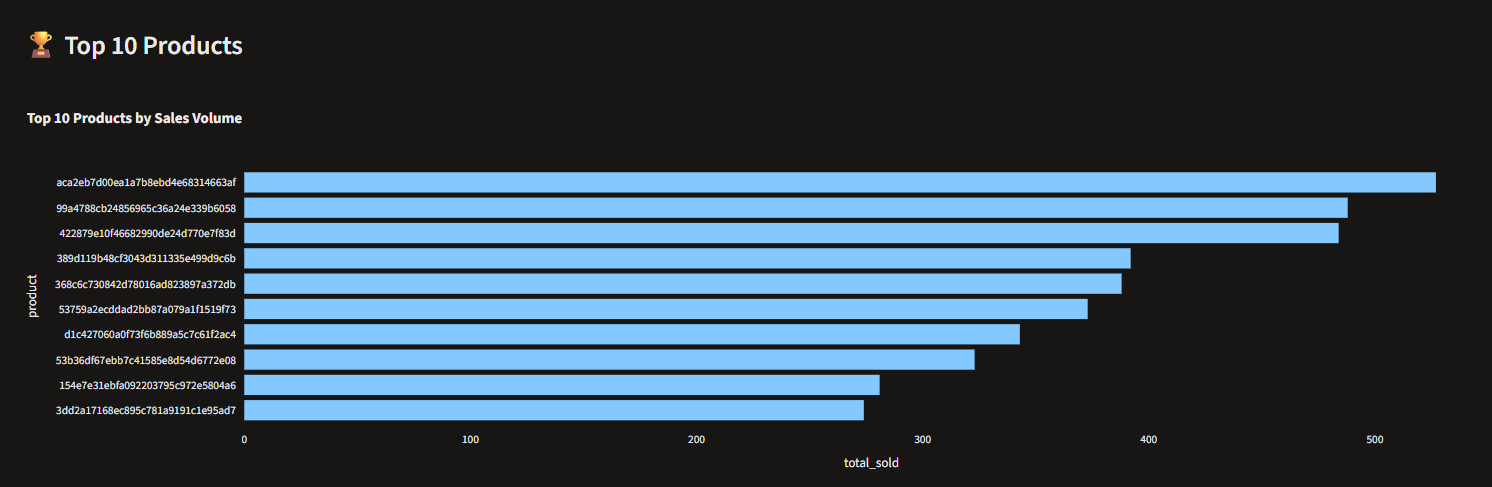 🏆 Top 10 Products
Top 10 Products by Sales Volume
product
aca2eb7d00ea1a7b8ebd4e68314663af
99a4788cb24856965c36a24e339b6058
422879e10f46682990de24d770e7f83d
389d119b48cf3043d311335e499d9c6b
368c6c730842d78016ad823897a372db
53759a2ecddad2bb87a079a1f1519f73
d1c427060a0f73f6b889a5c7c61f2ac4
53b36df67ebb7c41585e8d54d6772e08
154e7e31ebfa092203795c972e5804a6
3dd2a17168ec895c781a9191c1e95ad7
0 100 200 300 400 500
total_sold